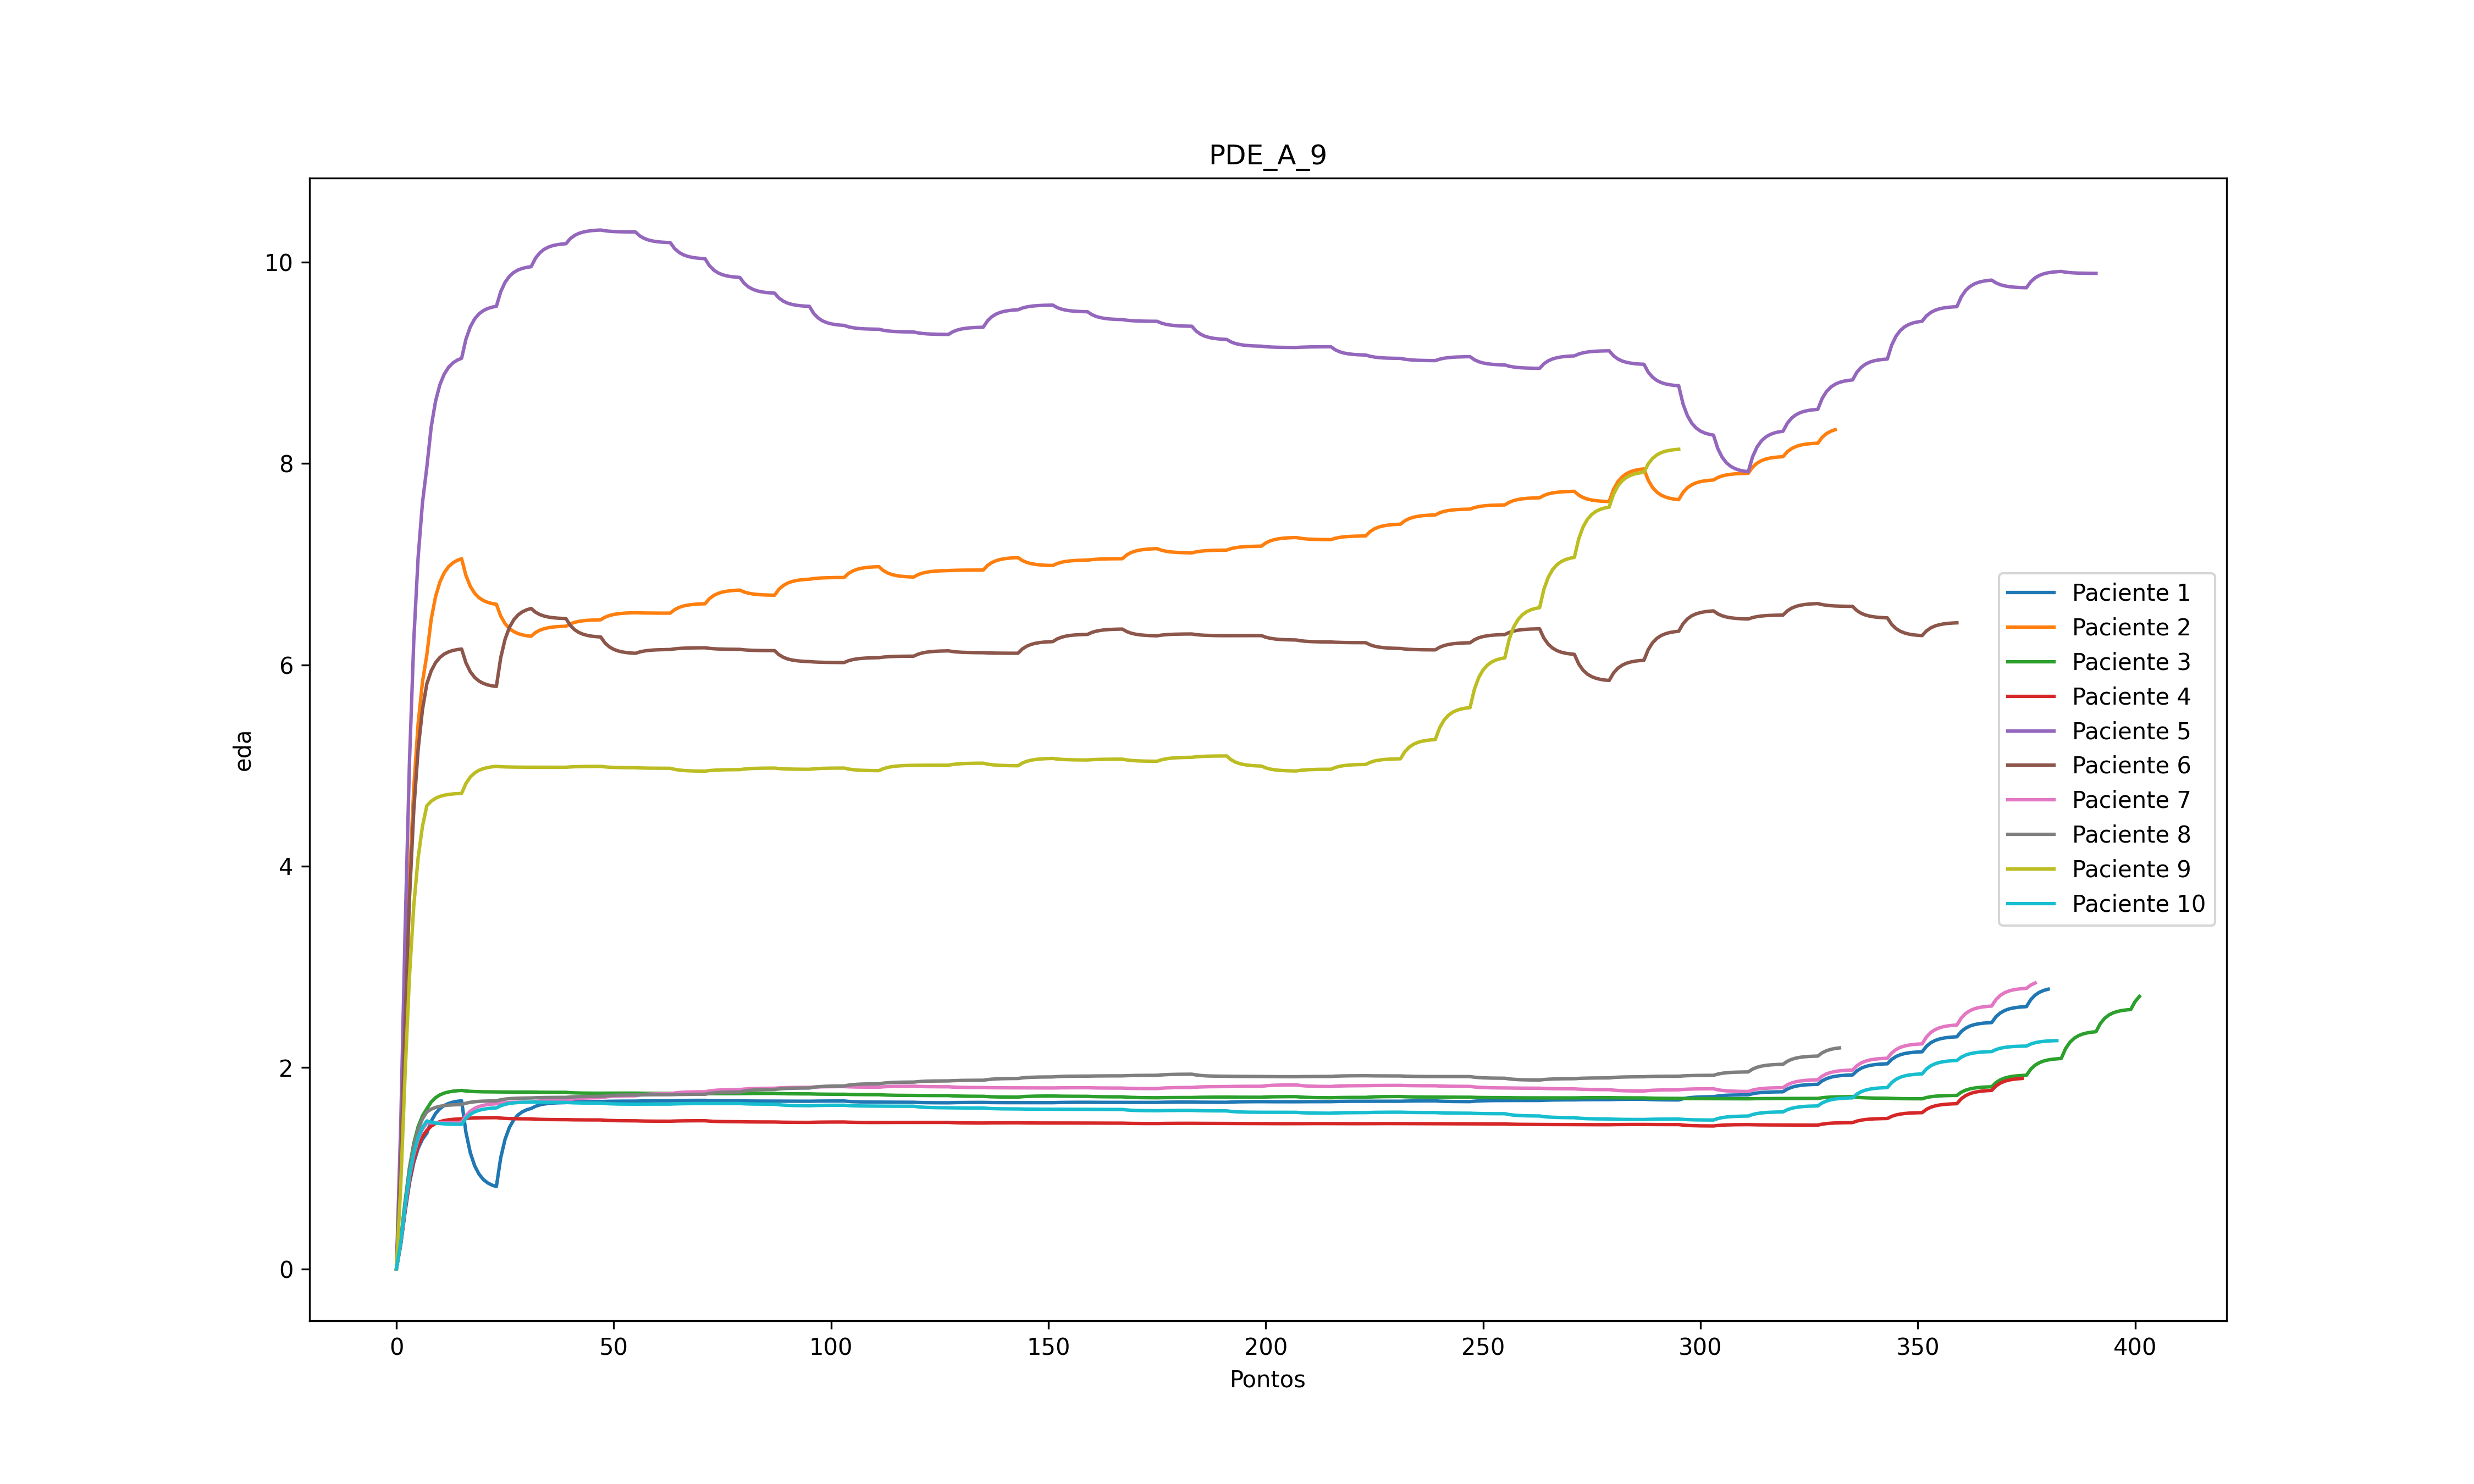 PDE_A_9
10
8
6
4
2
0
eda
0 50 100 150 200 250 300 350 400
Pontos
Paciente 1
Paciente 2
Paciente 3
Paciente 4
Paciente 5
Paciente 6
Paciente 7
Paciente 8
Paciente 9
Paciente 10